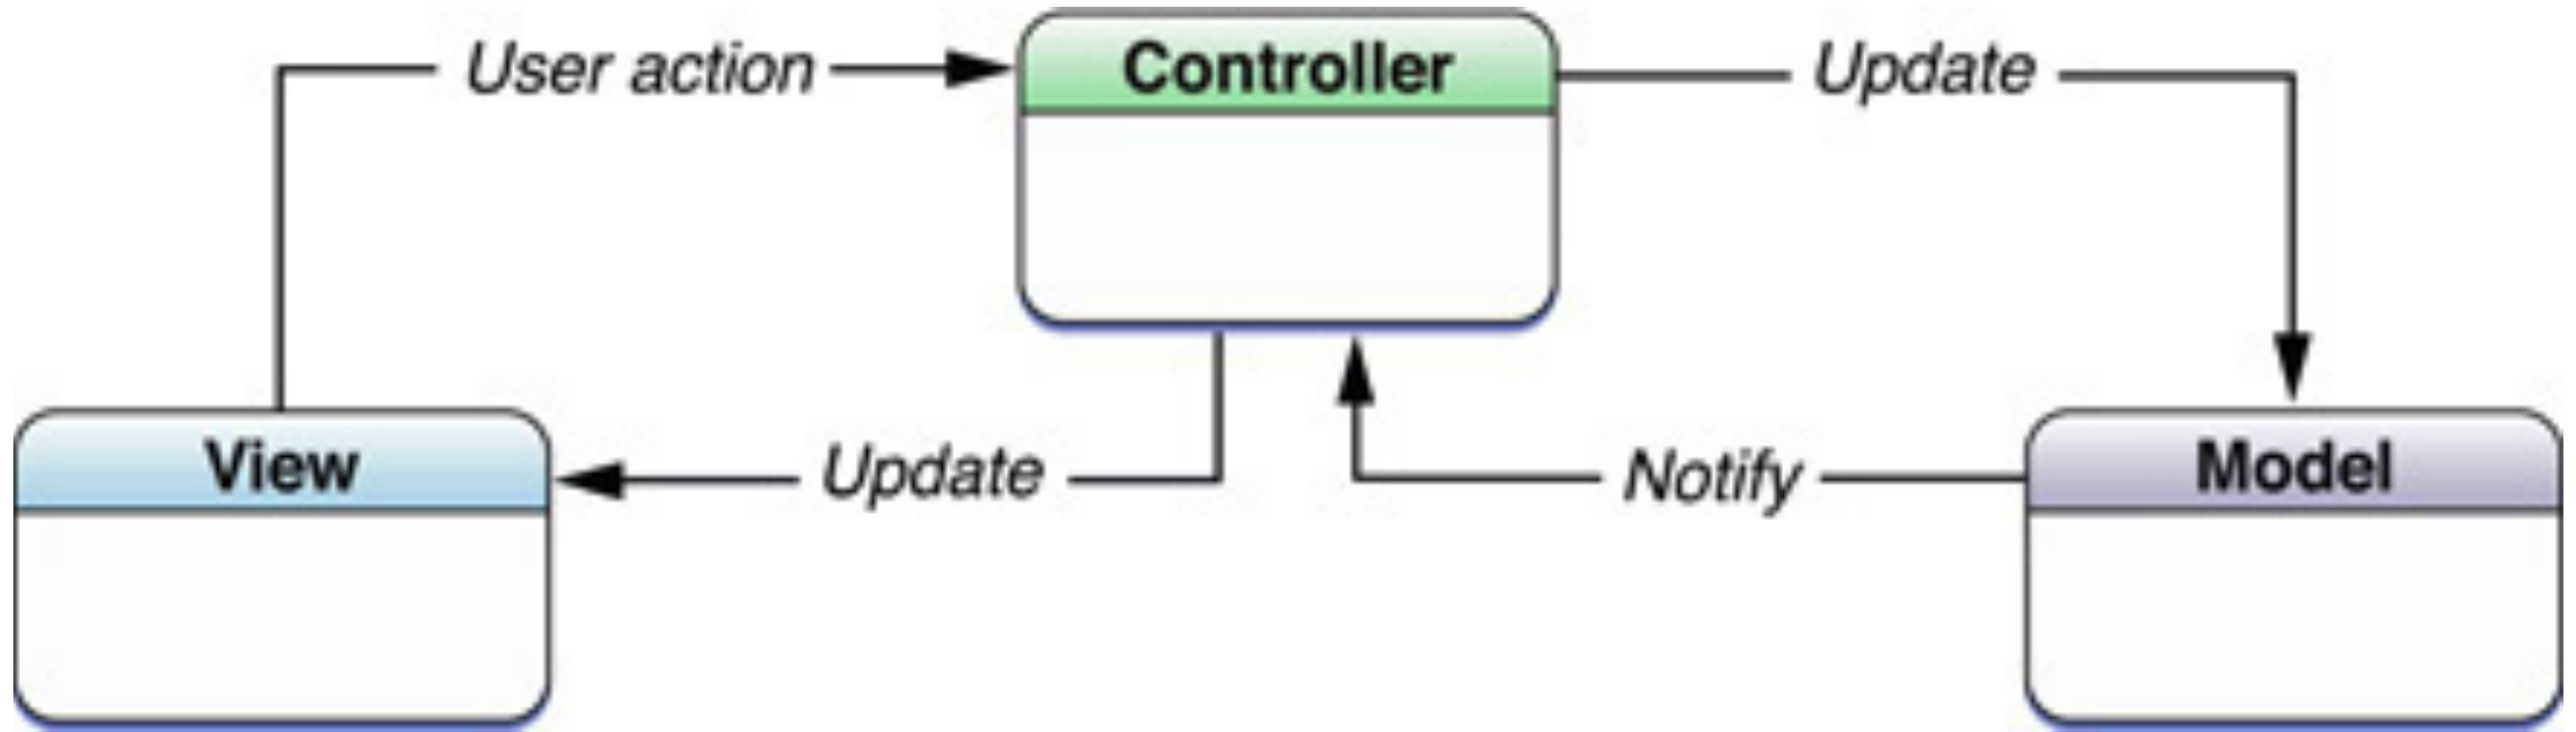 User action
Controller
Update
View
Update
Notify
Model